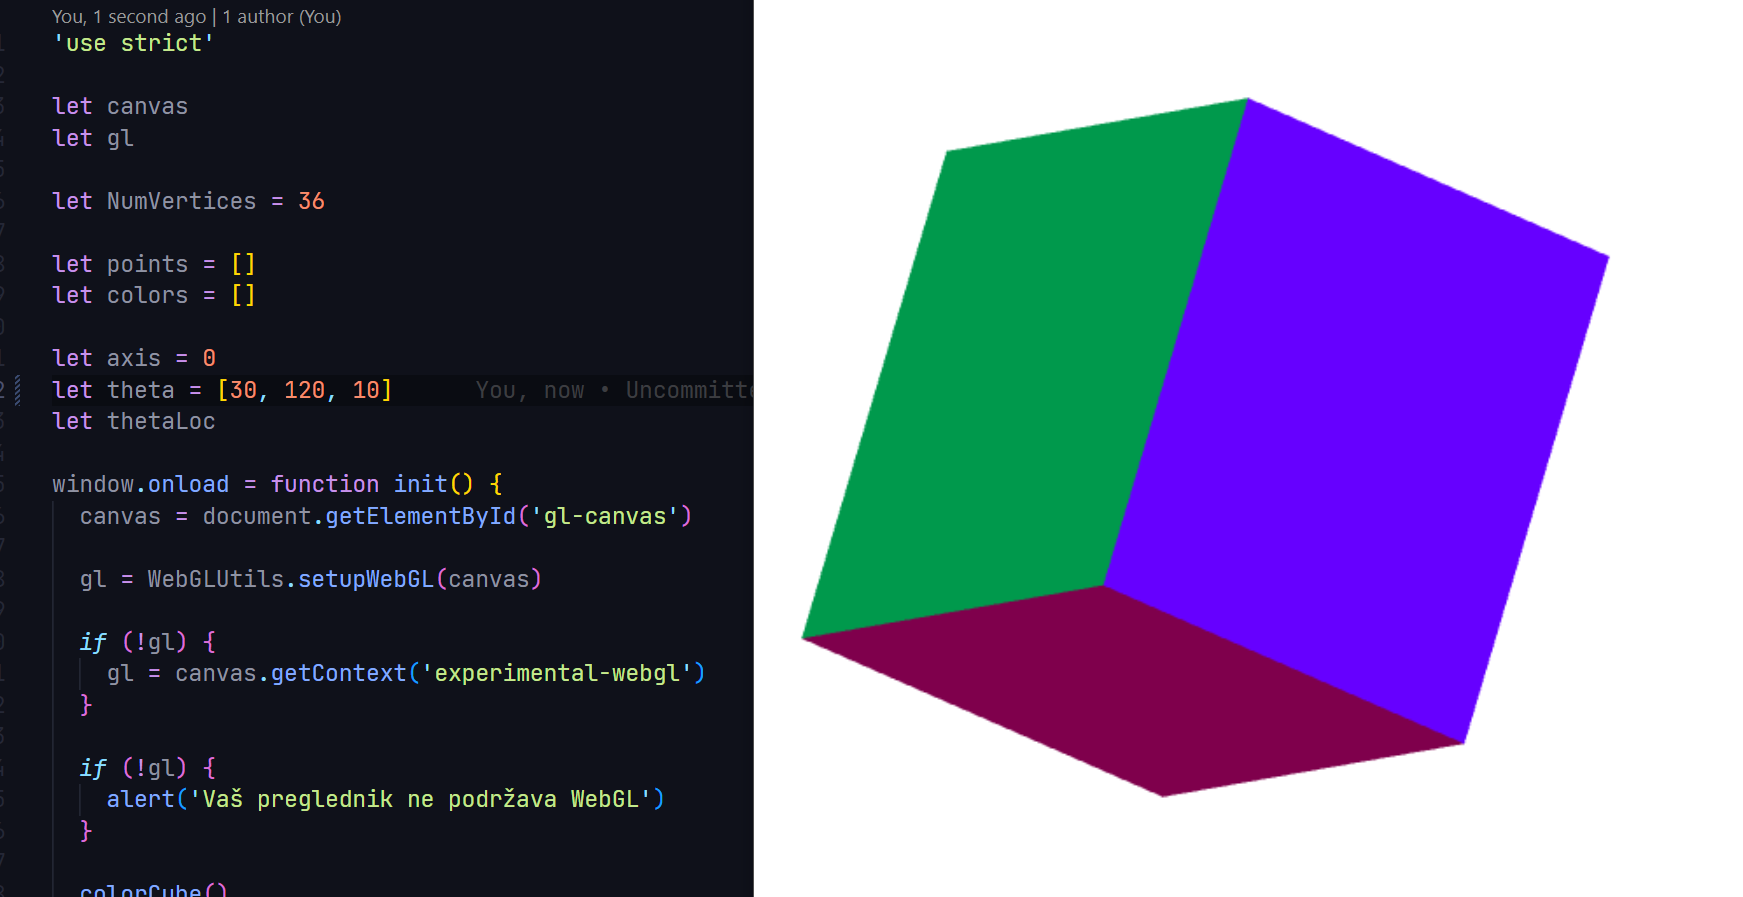 You, 1 second ago | 1 author (You)
'use strict'
let canvas
let gl
let NumVertices = 36
let points = []
let colors = []
let axis = 0
let theta = [30, 120, 10] You, now • Uncommitte
let thetaLoc
window.onload = function init() {
canvas = document.getElementById('gl-canvas')
gl = WebGLUtils.setupWebGL(canvas)
if (!gl) {
gl = canvas.getContext('experimental-webgl')
}
if (!gl) {
alert('Vaš preglednik ne podržava WebGL')
}
colorCube()